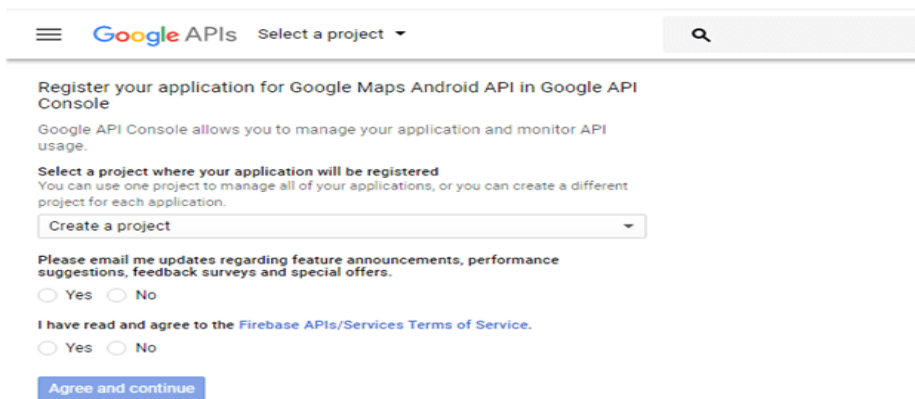 Google APIs Select a project
Register your application for Google Maps Android API in Google API
Console
Google API Console allows you to manage your application and monitor API
usage.
Select a project where your application will be registered
You can use one project to manage all of your applications, or you can create a different
project for each application.
Create a project
Please email me updates regarding feature announcements, performance
suggestions, feedback surveys and special offers.
Yes No
I have read and agree to the Firebase APIs/Services Terms of Service.
Yes No
Agree and continue